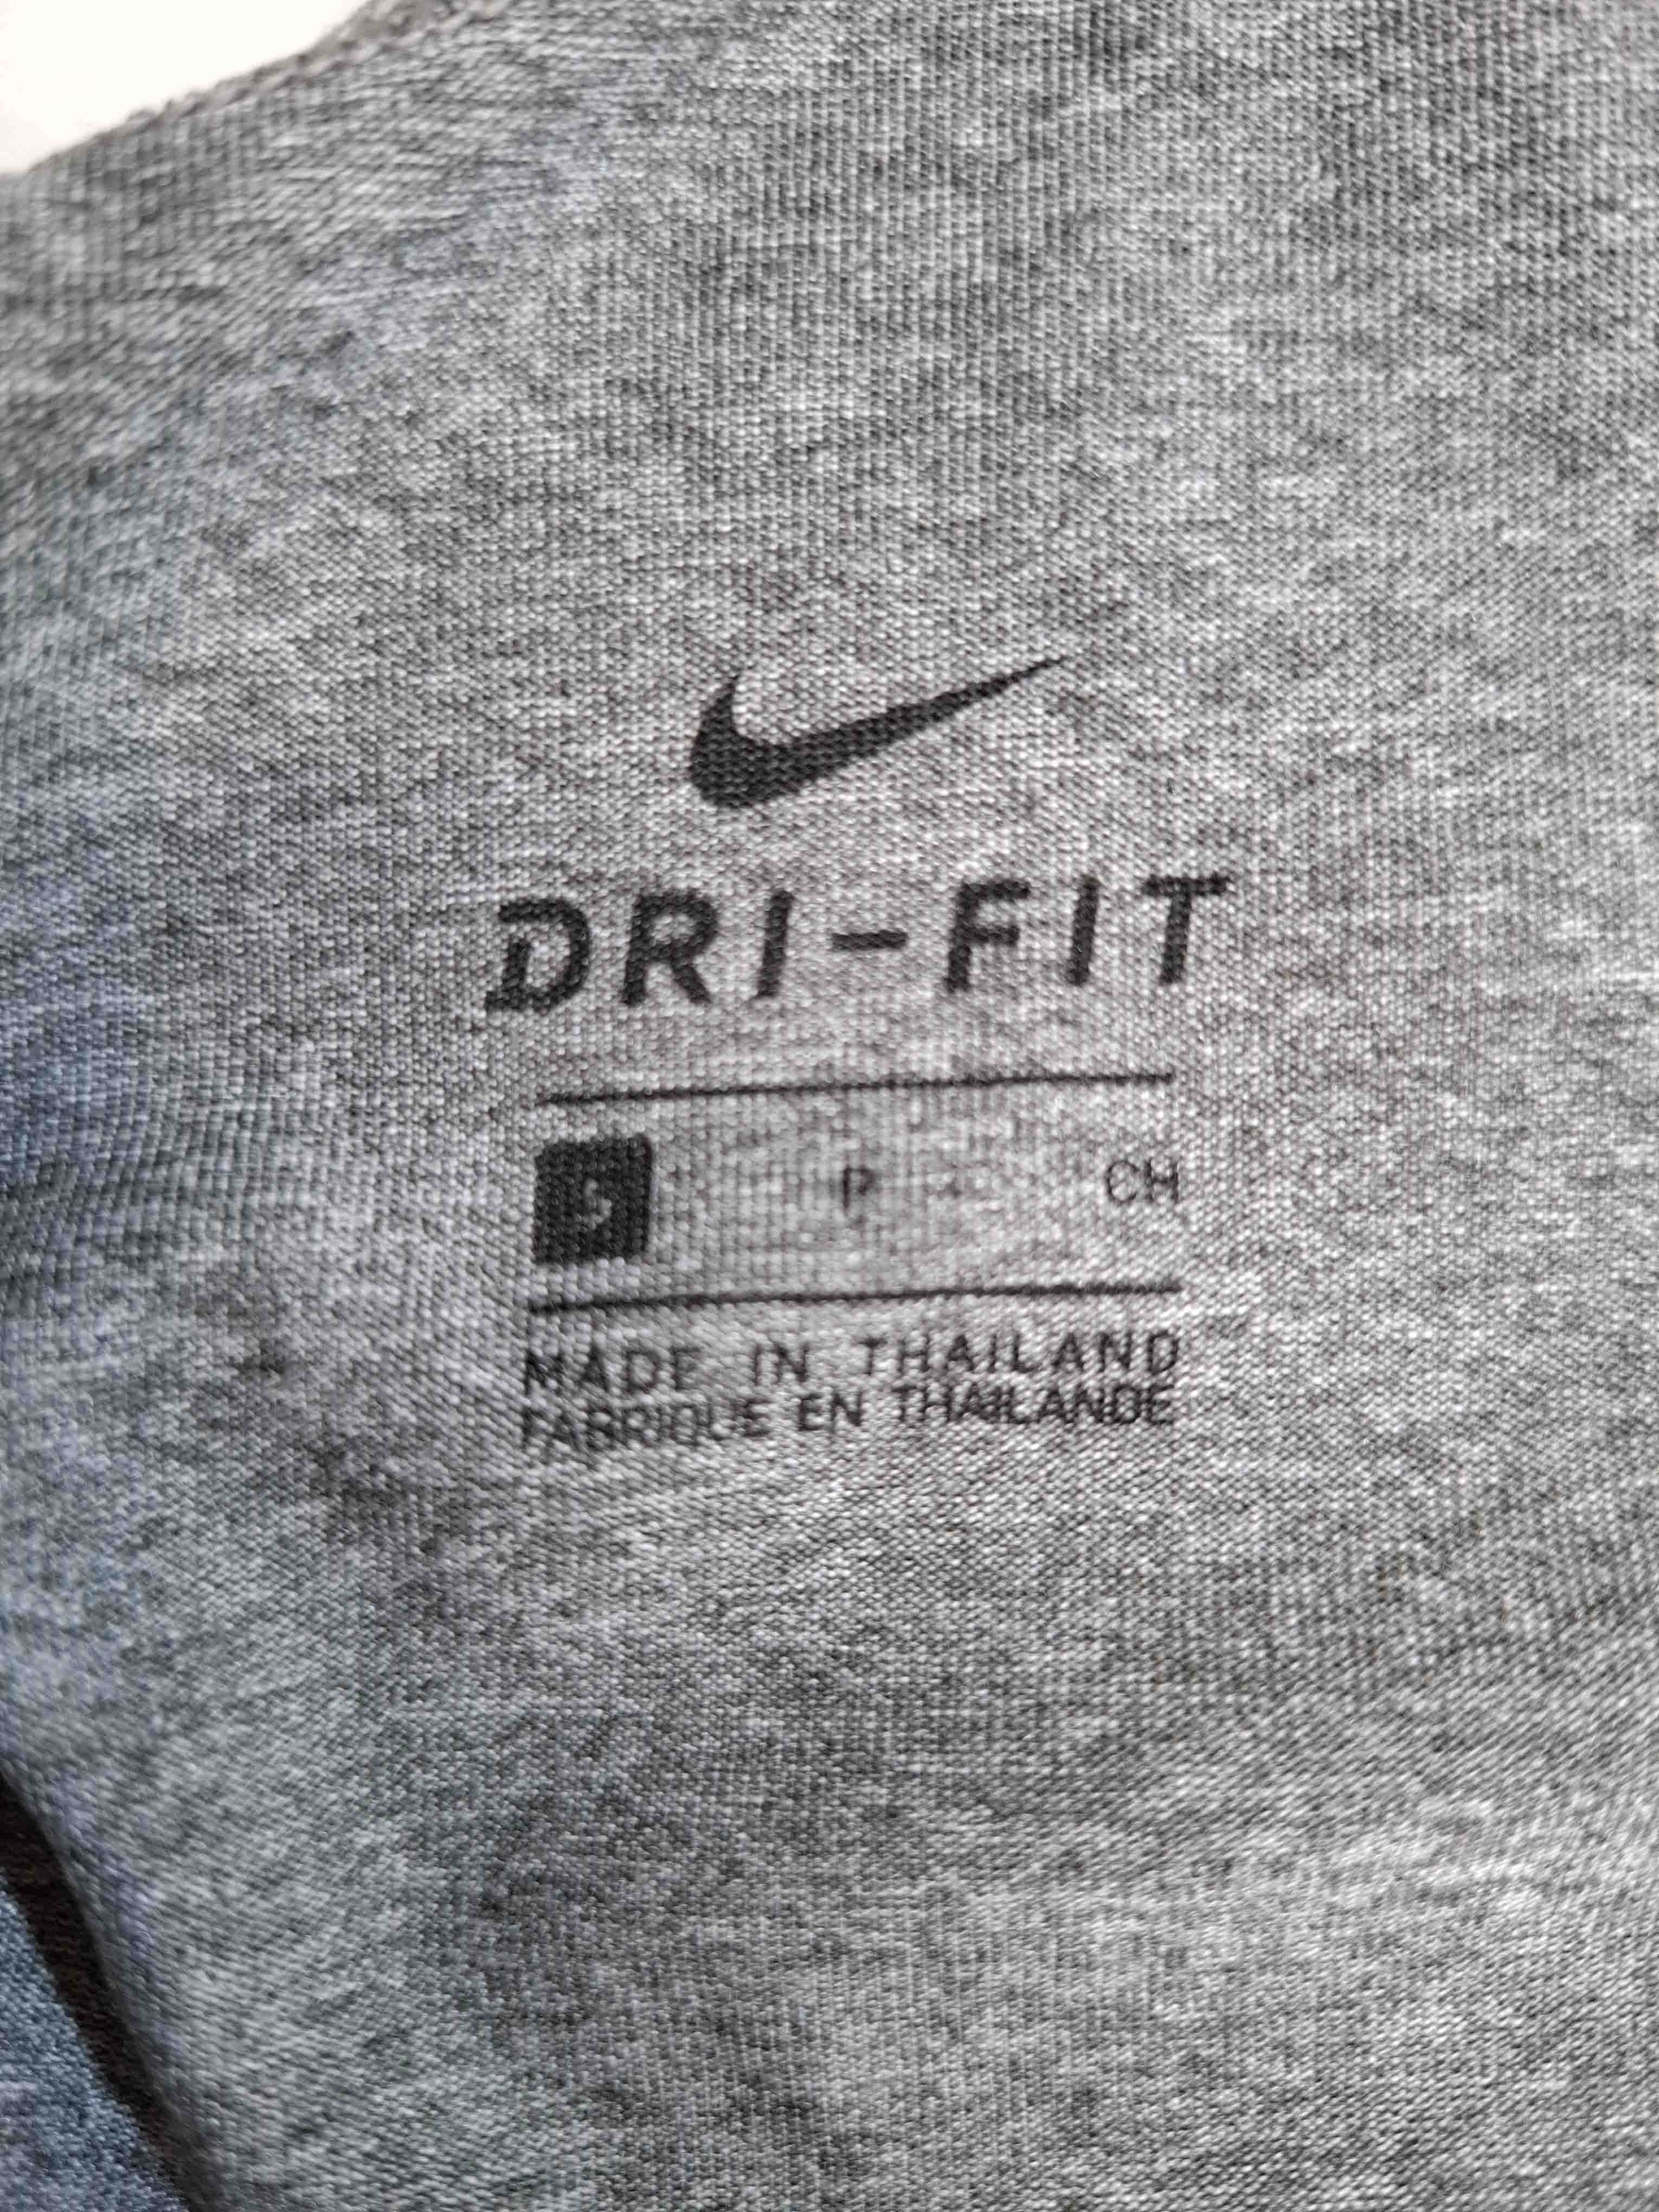 DRI-FIT
S P CH
MADE IN THAILAND
FABRIQUE EN THAILANDE